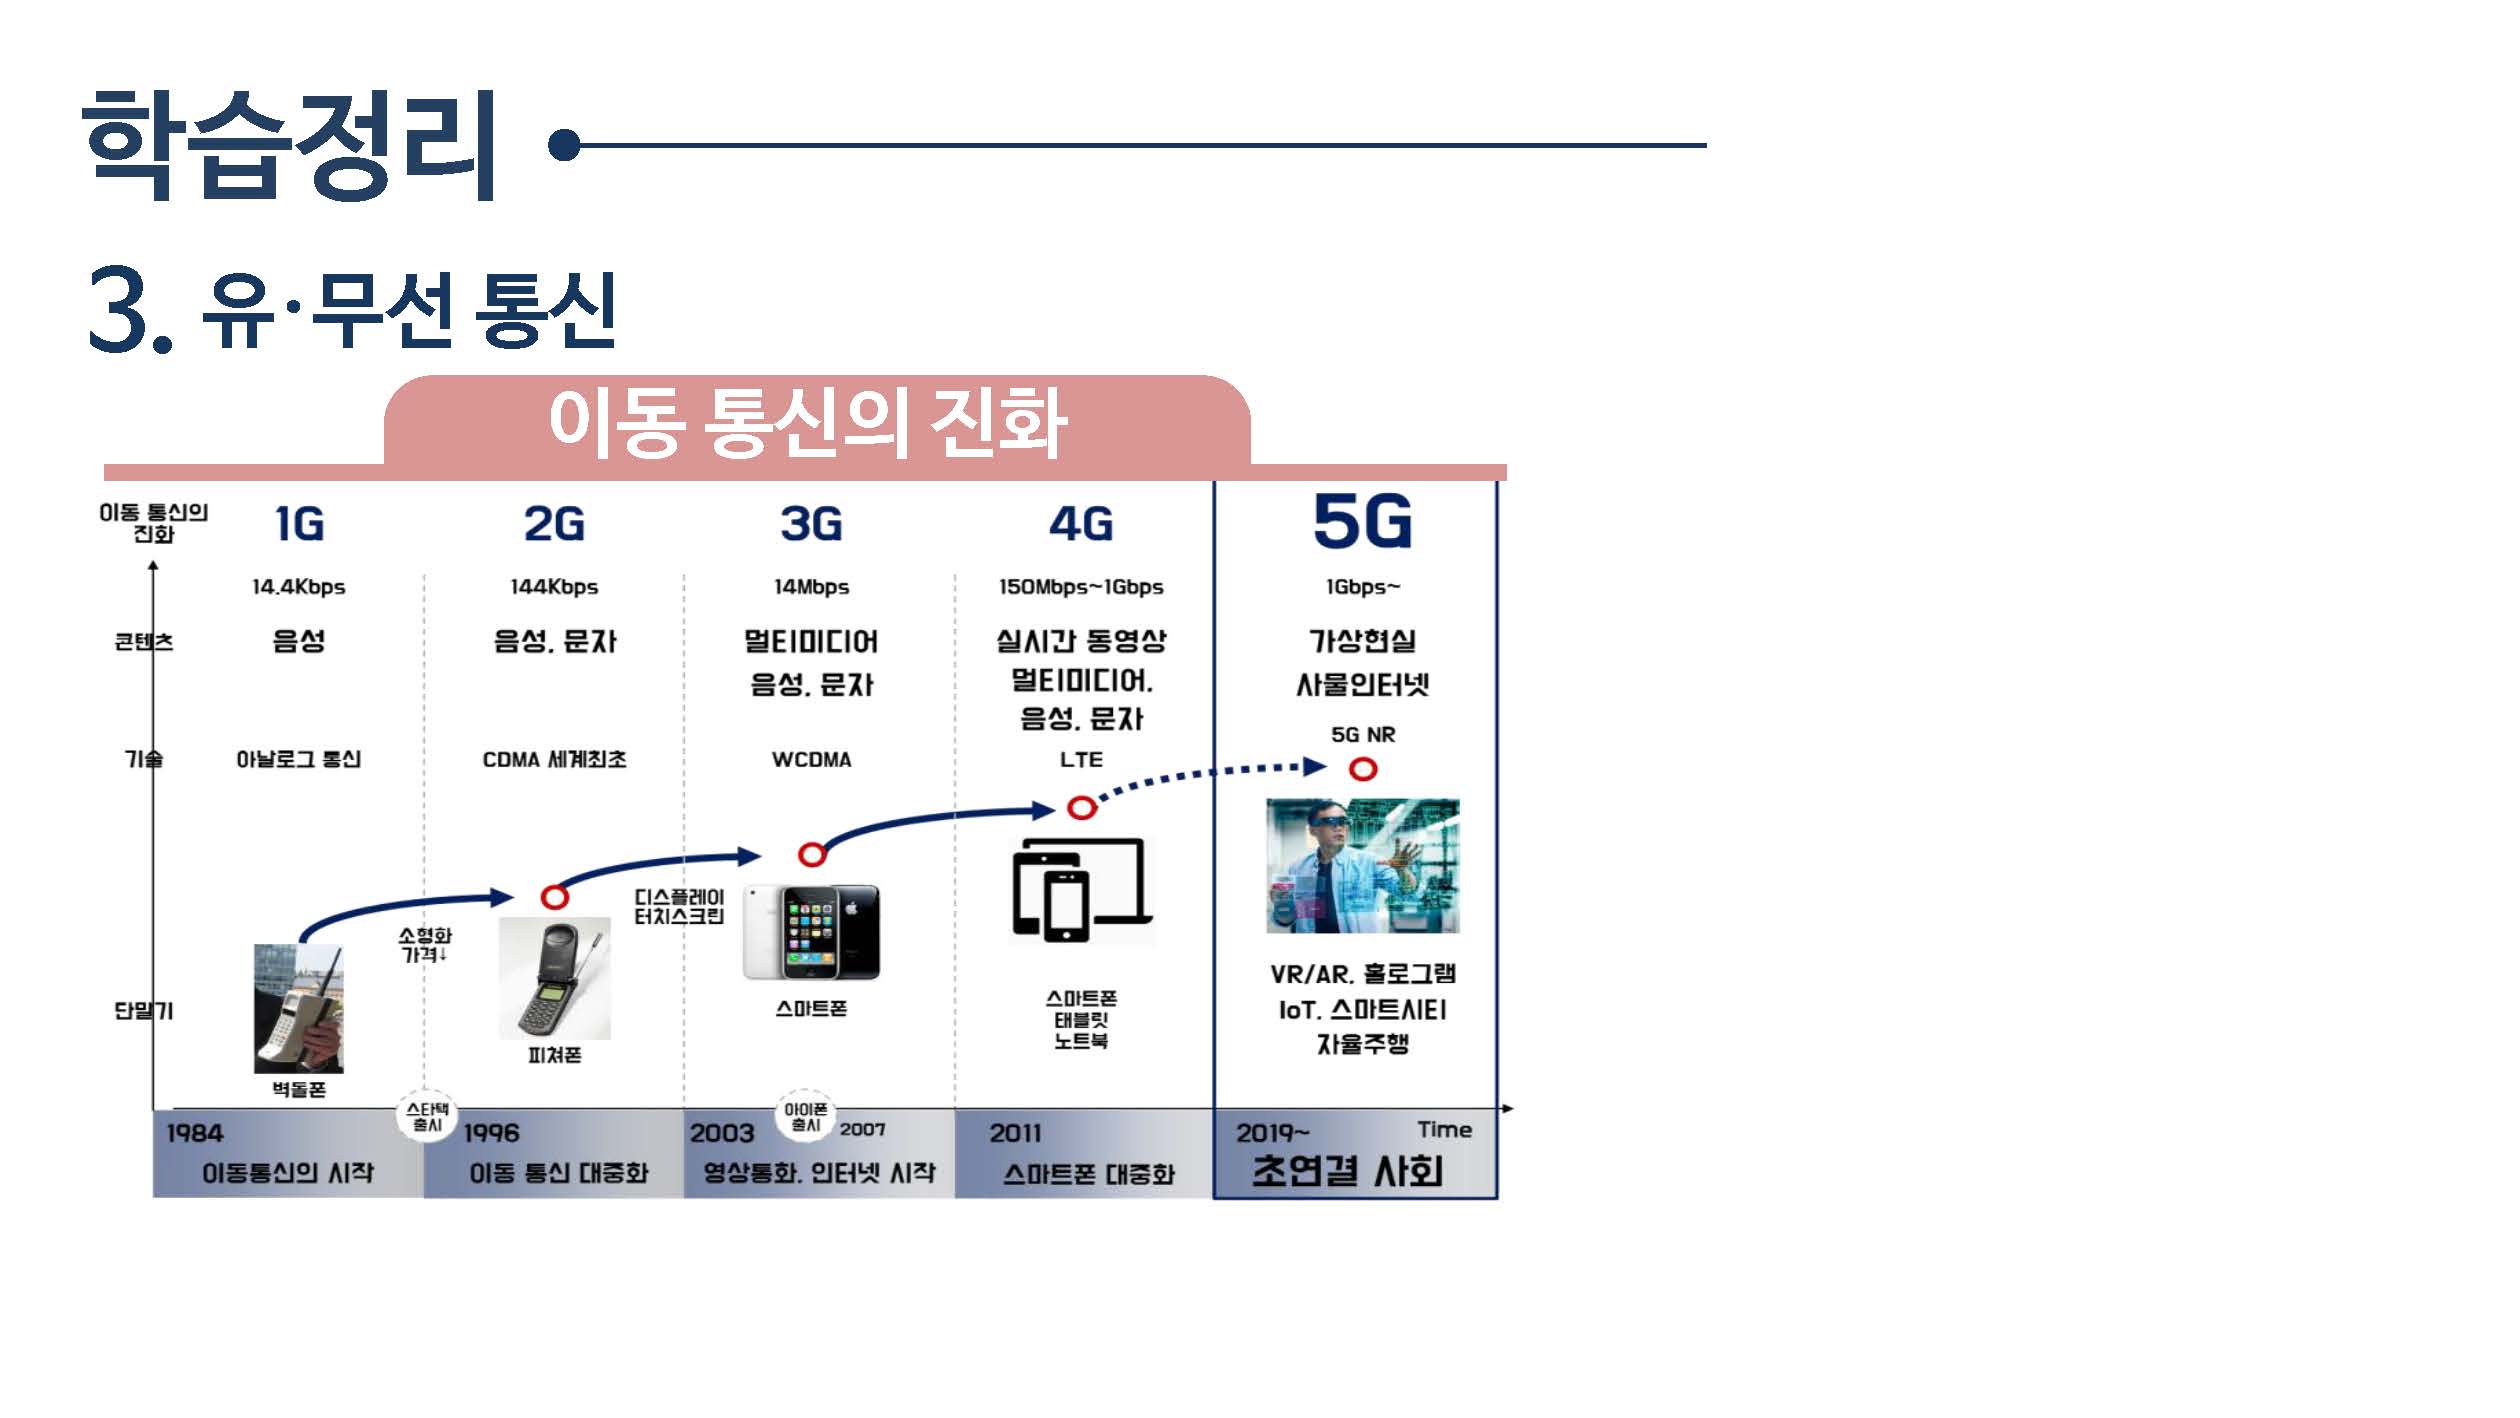 학습정리
3. 유·무선 통신
이동 통신의 진화
이동 통신의
진화
1G
2G
3G
4G
5G
14.4Kbps
144Kbps
14Mbps
150Mbps~1Gbps
1Gbps~
콘텐츠
음성
음성, 문자
멀티미디어
음성, 문자
실시간 동영상
멀티미디어,
음성, 문자
가상현실
사물인터넷
기술
아날로그 통신
CDMA 세계최초
WCDMA
LTE
5G NR
소형화
가격↓
디스플레이
터치스크린
단말기
벽돌폰
피쳐폰
스마트폰
스마트폰
태블릿
노트북
VR/AR, 홀로그램
IoT, 스마트시티
자율주행
스타택
출시
아이폰
출시
1984
1996
2003
2007
2011
2019~
Time
이동통신의 시작
이동 통신 대중화
영상통화, 인터넷 시작
스마트폰 대중화
초연결 사회